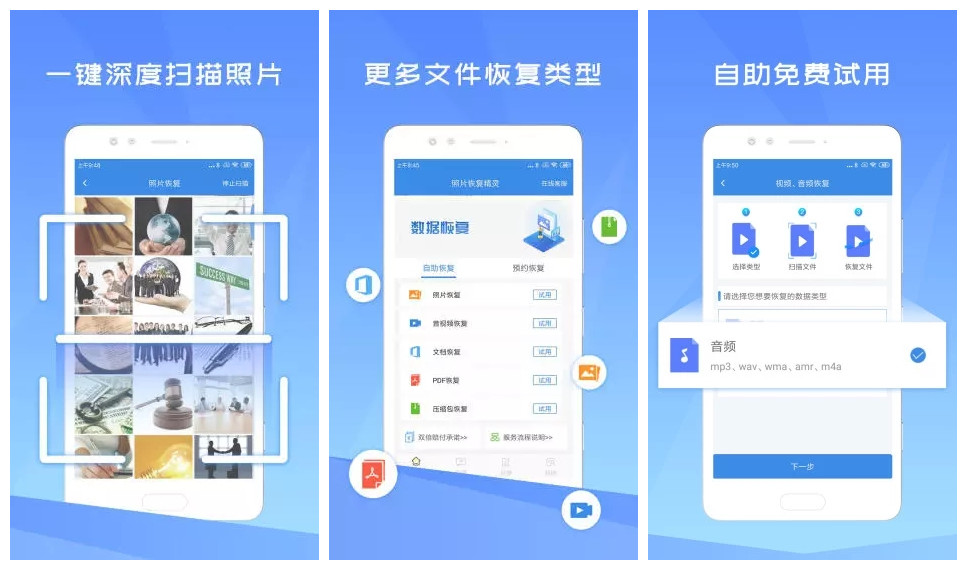 一键深度扫描照片
上午9:48
照片恢复
停止扫描
SUCCESS WAY
更多文件恢复类型
上午9:48
照片恢复精灵
在线客服
数据恢复
自助恢复
预约恢复
照片恢复
试用
音视频恢复
试用
文档恢复
试用
PDF恢复
试用
压缩包恢复
试用
双倍赔付承诺>>
服务流程说明>>
自助免费试用
上午9:50
视频、音频恢复
1
2
3
选择类型
扫描文件
恢复文件
请选择您想要恢复的数据类型
音频
mp3、wav、wma、amr、m4a
下一步